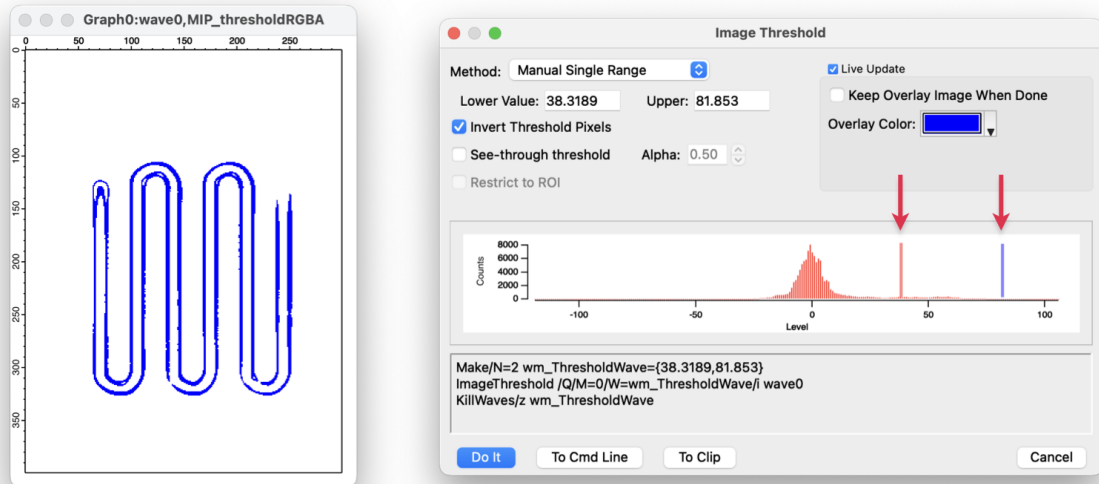 Graph0:wave0,MIP_thresholdRGBA
0 50 100 150 200 250
0
50
100
150
200
250
300
350
Image Threshold
Method: Manual Single Range
Live Update
Lower Value: 38.3189 Upper: 81.853
Keep Overlay Image When Done
Invert Threshold Pixels
Overlay Color:
See-through threshold Alpha: 0.50
Restrict to ROI
Counts
8000
6000
4000
2000
0
-100 -50 0 50 100
Level
Make/N=2 wm_ThresholdWave={38.3189,81.853}
ImageThreshold /Q/M=0/W=wm_ThresholdWave/i wave0
KillWaves/z wm_ThresholdWave
Do It To Cmd Line To Clip Cancel